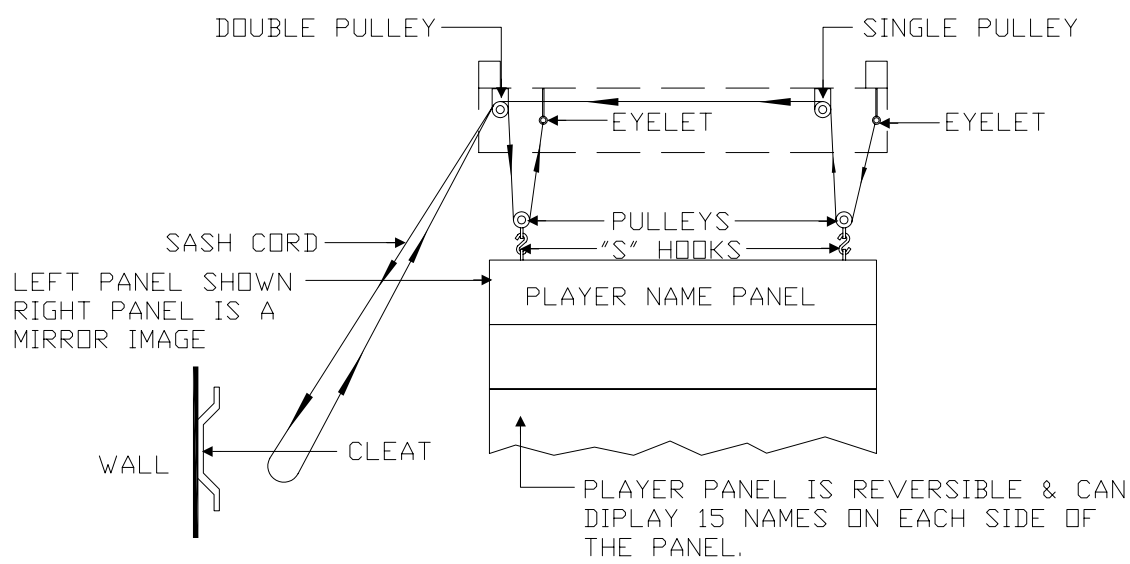 DOUBLE PULLEY
SINGLE PULLEY
EYELET
EYELET
PULLEYS
SASH CORD
"S" HOOKS
LEFT PANEL SHOWN
RIGHT PANEL IS A
MIRROR IMAGE
PLAYER NAME PANEL
WALL
CLEAT
PLAYER PANEL IS REVERSIBLE & CAN
DIPLAY 15 NAMES ON EACH SIDE OF
THE PANEL.